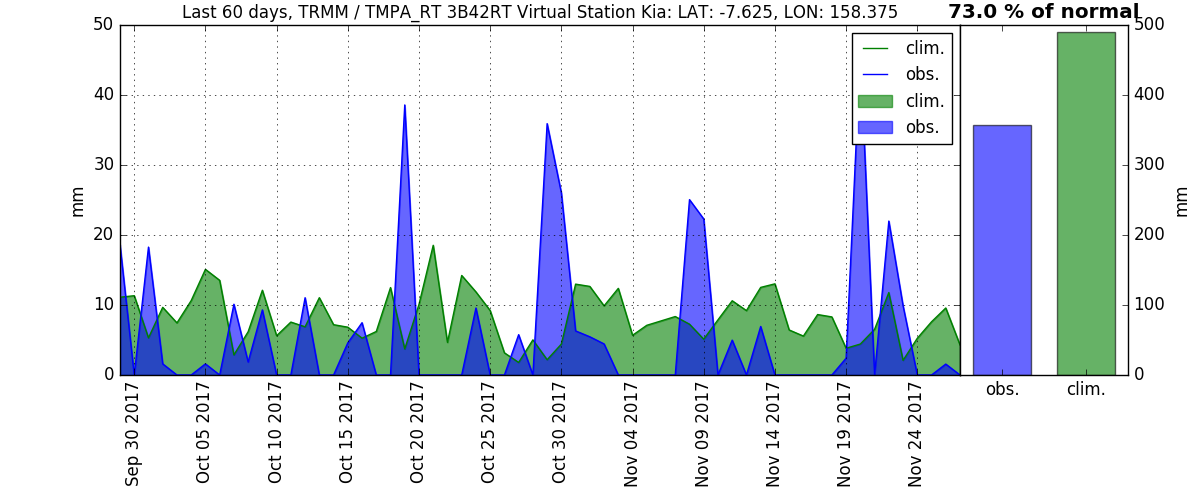 Last 60 days, TRMM / TMPA_RT 3B42RT Virtual Station Kia: LAT: -7.625, LON: 158.375
73.0 % of normal
50
40
30
20
10
0
mm
clim.
obs.
clim.
obs.
500
400
300
200
100
0
mm
Sep 30 2017
Oct 05 2017
Oct 10 2017
Oct 15 2017
Oct 20 2017
Oct 25 2017
Oct 30 2017
Nov 04 2017
Nov 09 2017
Nov 14 2017
Nov 19 2017
Nov 24 2017
obs.
clim.